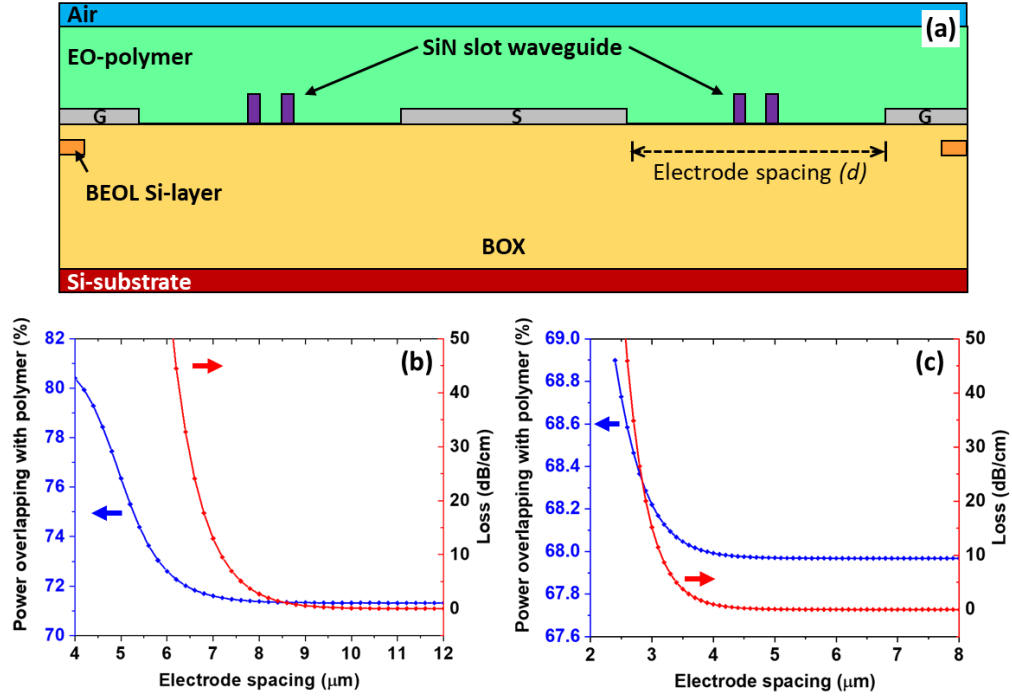 Air
(a)
EO-polymer
SiN slot waveguide
G
S
G
Electrode spacing (d)
BEOL Si-layer
BOX
Si-substrate
Power overlapping with polymer (%)
82
80
78
76
74
72
70
4 5 6 7 8 9 10 11 12
Electrode spacing (μm)
50
40
30
20
10
0
Loss (dB/cm)
(b)
Power overlapping with polymer (%)
69.0
68.8
68.6
68.4
68.2
68.0
67.8
67.6
2 3 4 5 6 7 8
Electrode spacing (μm)
50
40
30
20
10
0
Loss (dB/cm)
(c)